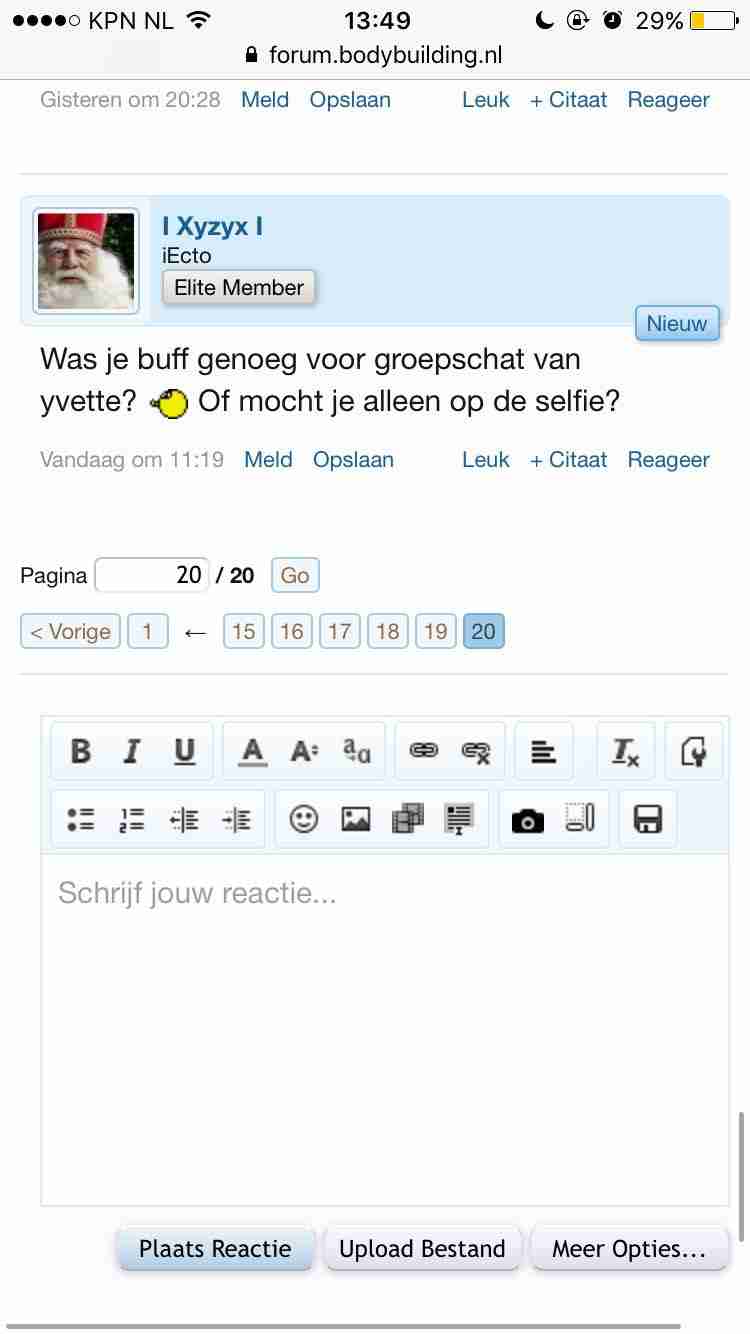 KPN NL 13:49 29%
forum.bodybuilding.nl
Gisteren om 20:28 Meld Opslaan Leuk + Citaat Reageer
I Xyzyx I
iEcto
Elite Member
Nieuw
Was je buff genoeg voor groepschat van
yvette? Of mocht je alleen op de selfie?
Vandaag om 11:19 Meld Opslaan Leuk + Citaat Reageer
Pagina 20 / 20 Go
< Vorige 1 ← 15 16 17 18 19 20
Schrijf jouw reactie...
Plaats Reactie Upload Bestand Meer Opties...